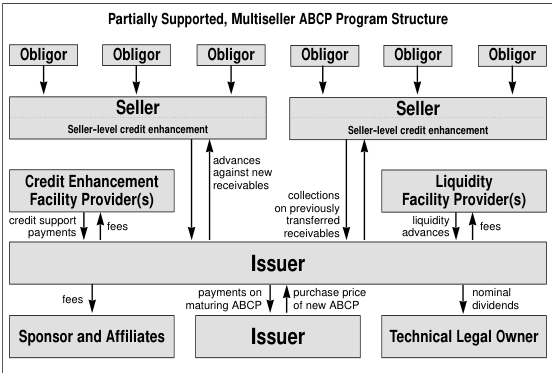 Partially Supported, Multiseller ABCP Program Structure
Obligor Obligor Obligor Obligor Obligor Obligor
Seller
Seller-level credit enhancement
Seller
Seller-level credit enhancement
advances
against new
receivables
collections
on previously
transferred
receivables
Credit Enhancement
Facility Provider(s)
Liquidity
Facility Provider(s)
credit support
payments
fees
liquidity
advances
fees
Issuer
fees
payments on
maturing ABCP
purchase price
of new ABCP
nominal
dividends
Sponsor and Affiliates
Issuer
Technical Legal Owner